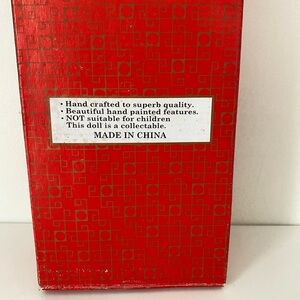 • Hand crafted to superb quality.
• Beautiful hand painted features.
• NOT suitable for children
This doll is a collectable.
MADE IN CHINA